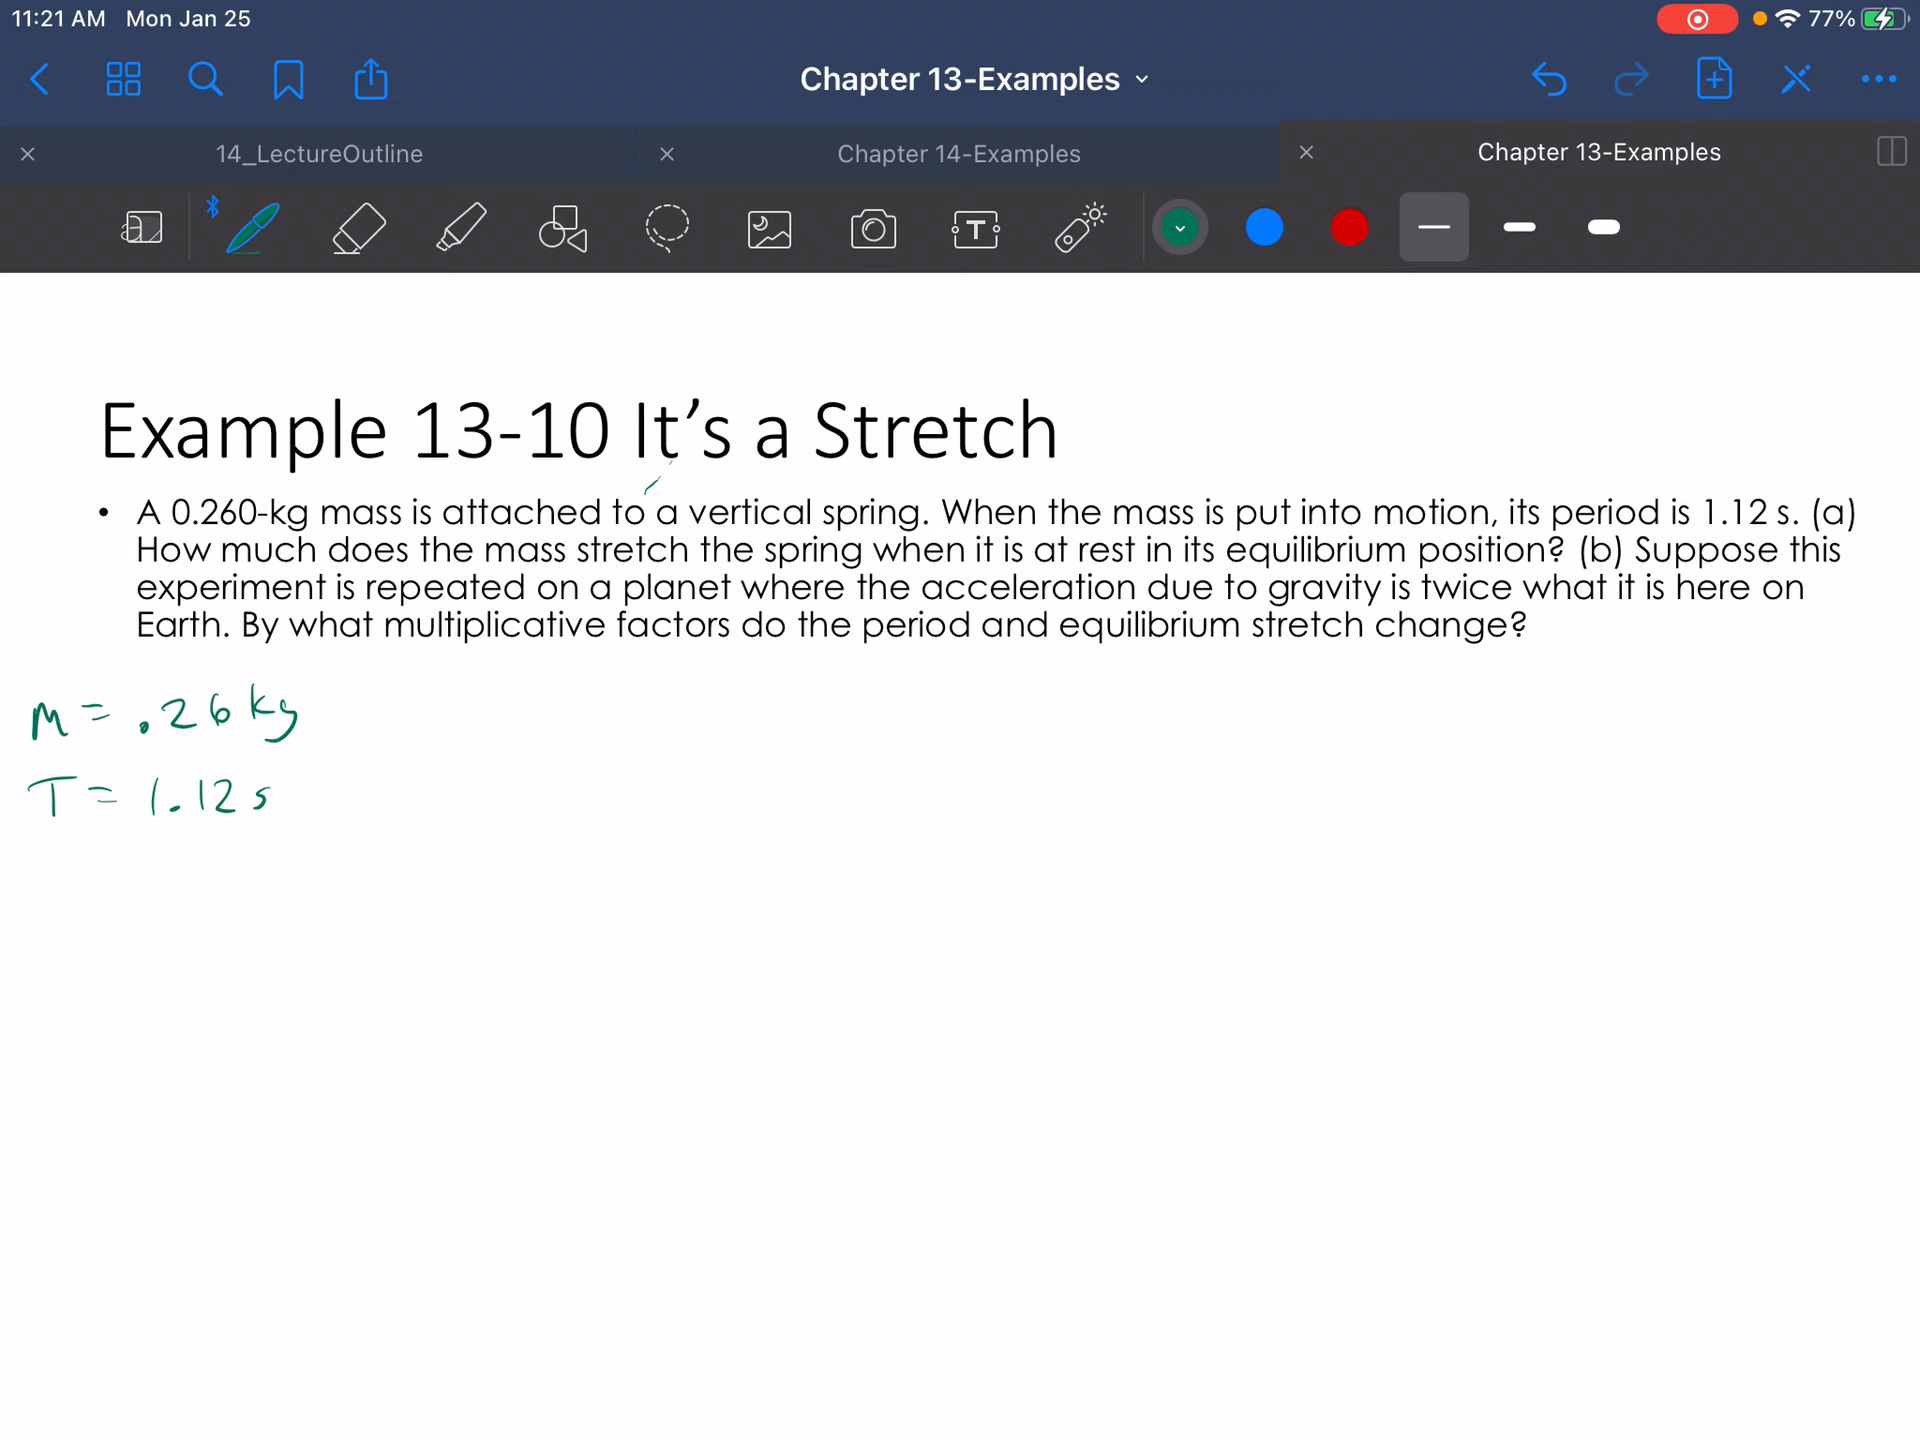 11:21 AM Mon Jan 25
77%
Chapter 13-Examples
14_LectureOutline
Chapter 14-Examples
Chapter 13-Examples
Example 13-10 It’s a Stretch
• A 0.260-kg mass is attached to a vertical spring. When the mass is put into motion, its period is 1.12 s. (a)
How much does the mass stretch the spring when it is at rest in its equilibrium position? (b) Suppose this
experiment is repeated on a planet where the acceleration due to gravity is twice what it is here on
Earth. By what multiplicative factors do the period and equilibrium stretch change?
m = .26 kg
T = 1.12 s